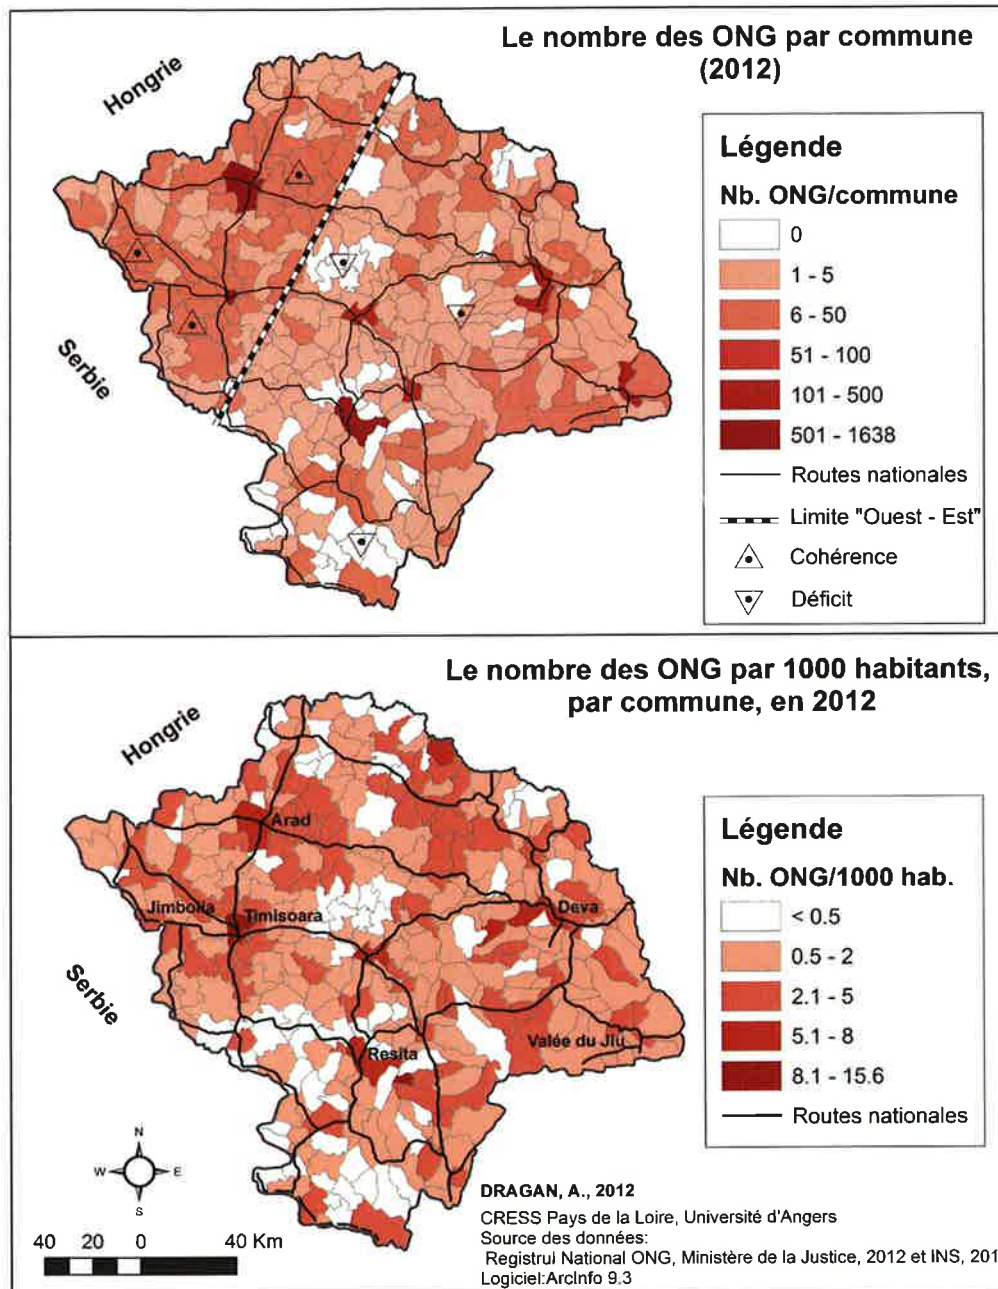 Le nombre des ONG par commune
(2012)
Hongrie
Serbie
Légende
Nb. ONG/commune
0
1 - 5
6 - 50
51 - 100
101 - 500
501 - 1638
Routes nationales
Limite "Ouest - Est"
Cohérence
Déficit
Le nombre des ONG par 1000 habitants,
par commune, en 2012
Hongrie
Serbie
Arad
Jimbolia
Timisoara
Deva
Resita
Valée du Jiu
Légende
Nb. ONG/1000 hab.
< 0.5
0.5 - 2
2.1 - 5
5.1 - 8
8.1 - 15.6
Routes nationales
N
W
E
S
40 20 0 40 Km
DRAGAN, A., 2012
CRESS Pays de la Loire, Université d'Angers
Source des données:
Registrul National ONG, Ministère de la Justice, 2012 et INS, 201
Logiciel:ArcInfo 9.3